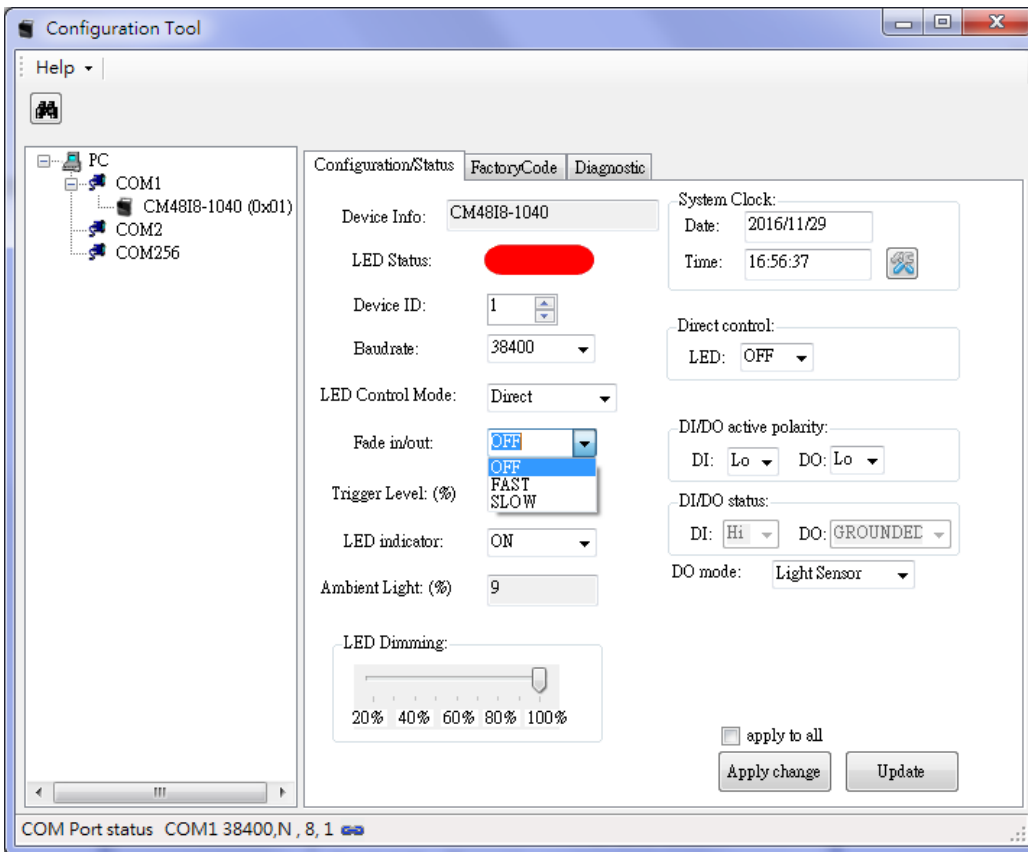 Configuration Tool
Help
PC
COM1
CM48I8-1040 (0x01)
COM2
COM256
Configuration/Status FactoryCode Diagnostic
Device Info: CM48I8-1040
LED Status:
Device ID: 1
Baudrate: 38400
LED Control Mode: Direct
Fade in/out: OFF
OFF
FAST
SLOW
Trigger Level: (%)
LED indicator: ON
Ambient Light: (%) 9
LED Dimming:
20% 40% 60% 80% 100%
System Clock:
Date: 2016/11/29
Time: 16:56:37
Direct control:
LED: OFF
DI/DO active polarity:
DI: Lo DO: Lo
DI/DO status:
DI: Hi DO: GROUNDED
DO mode: Light Sensor
apply to all
Apply change Update
COM Port status COM1 38400,N , 8, 1